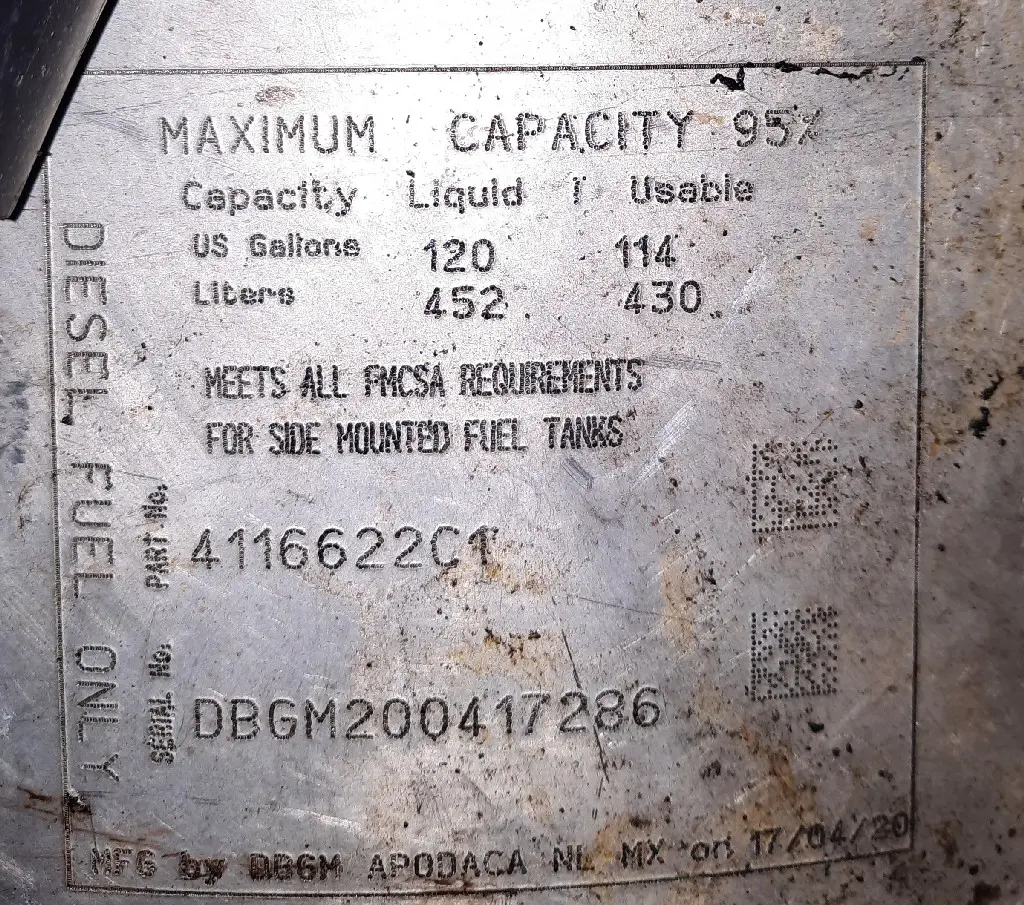 MAXIMUM CAPACITY 95%
Capacity Liquid T Usable
US Gallons 120 114
Liters 452. 430.
MEETS ALL FMCSA REQUIREMENTS
FOR SIDE MOUNTED FUEL TANKS
PART No. 4116622C1
SERIAL No. DBGM200417286
DIESEL FUEL ONLY
MFG by DBGM APODACA NL MX on 17/04/20